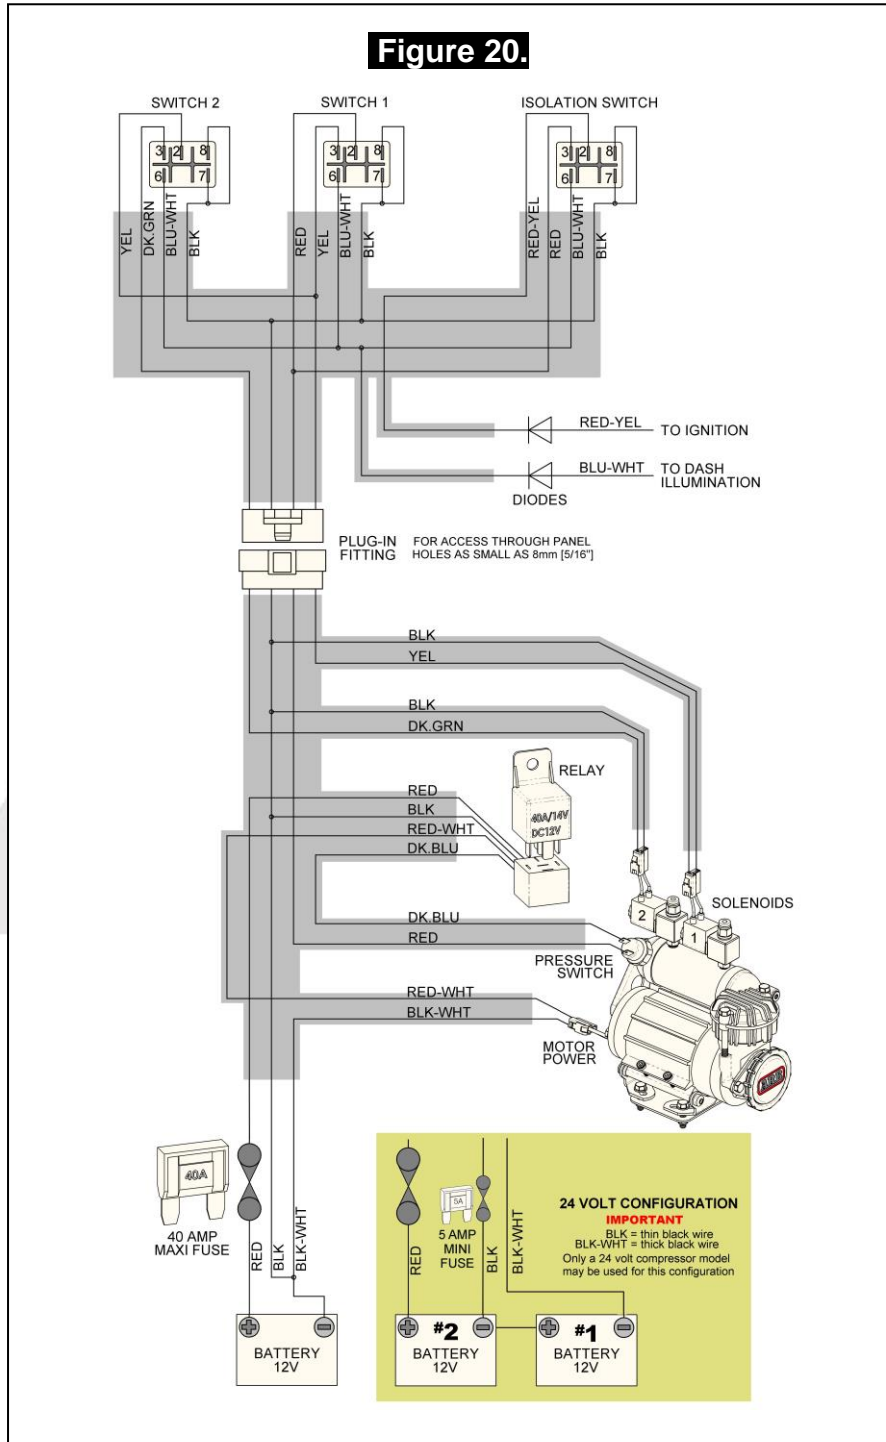 Figure 20.
SWITCH 2
SWITCH 1
ISOLATION SWITCH
3 2 8
6 7
3 2 8
6 7
3 2 8
6 7
YEL
DK.GRN
BLU-WHT
BLK
RED
YEL
BLU-WHT
BLK
RED-YEL
RED
BLU-WHT
BLK
RED-YEL
TO IGNITION
BLU-WHT
TO DASH
ILLUMINATION
DIODES
PLUG-IN
FITTING
FOR ACCESS THROUGH PANEL
HOLES AS SMALL AS 8mm [5/16"]
BLK
YEL
BLK
DK.GRN
RELAY
40A/14V
DC12V
RED
BLK
RED-WHT
DK.BLU
SOLENOIDS
2
1
DK.BLU
RED
PRESSURE
SWITCH
RED-WHT
BLK-WHT
MOTOR
POWER
40A
40 AMP
MAXI FUSE
RED
BLK
BLK-WHT
BATTERY
12V
5A
5 AMP
MINI
FUSE
RED
BLK
BLK-WHT
24 VOLT CONFIGURATION
IMPORTANT
BLK = thin black wire
BLK-WHT = thick black wire
Only a 24 volt compressor model
may be used for this configuration
#2
BATTERY
12V
#1
BATTERY
12V